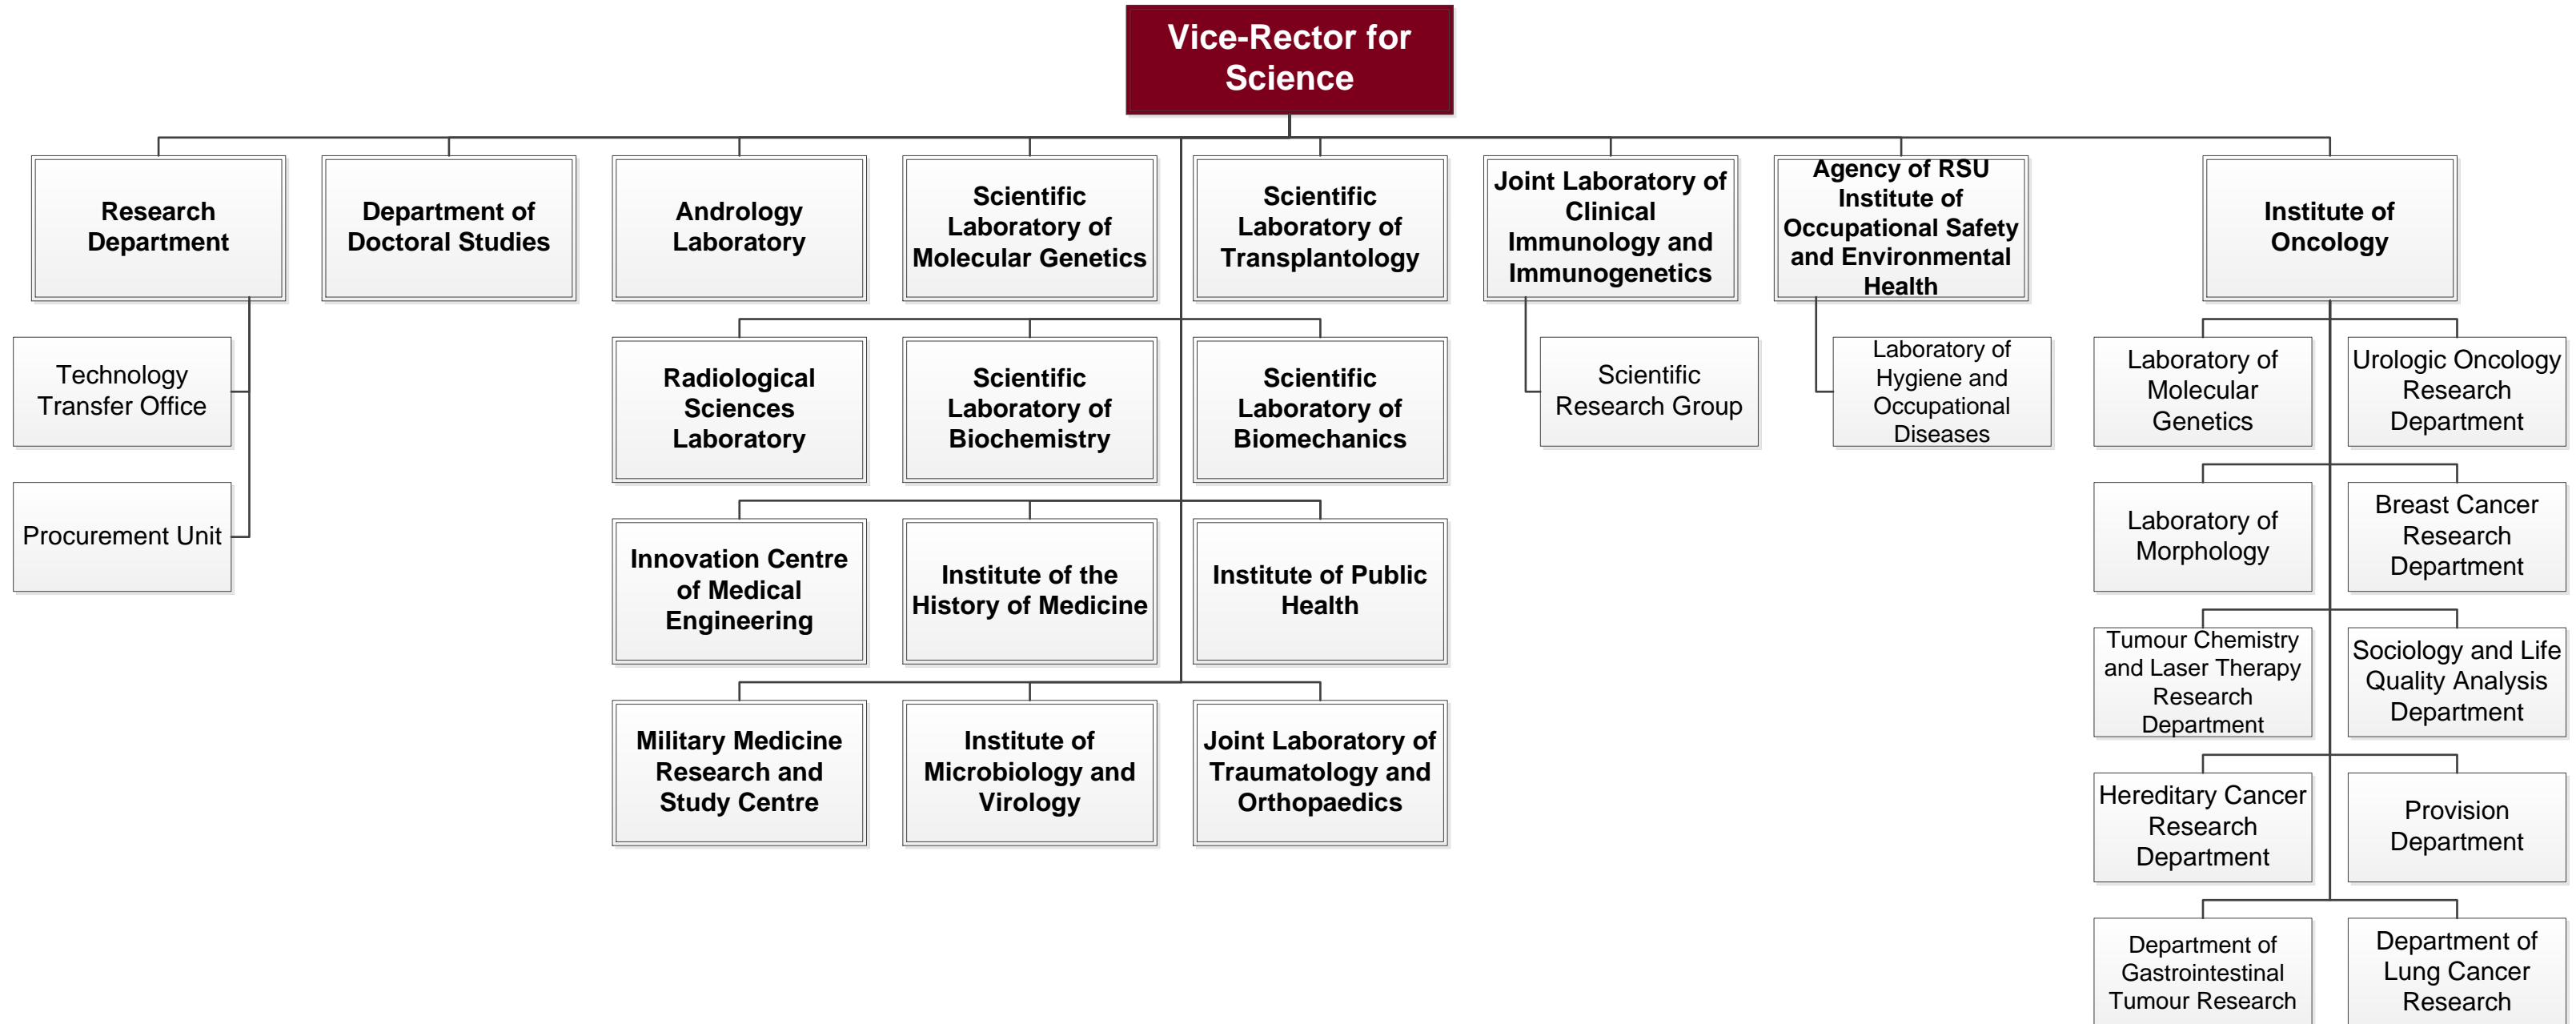 Vice-Rector for
Science
Research
Department
Department of
Doctoral Studies
Andrology
Laboratory
Scientific
Laboratory of
Molecular Genetics
Scientific
Laboratory of
Transplantology
Joint Laboratory of
Clinical
Immunology and
Immunogenetics
Agency of RSU
Institute of
Occupational Safety
and Environmental
Health
Institute of
Oncology
Technology
Transfer Office
Radiological
Sciences
Laboratory
Scientific
Laboratory of
Biochemistry
Scientific
Laboratory of
Biomechanics
Scientific
Research Group
Laboratory of
Hygiene and
Occupational
Diseases
Laboratory of
Molecular
Genetics
Urologic Oncology
Research
Department
Procurement Unit
Innovation Centre
of Medical
Engineering
Institute of the
History of Medicine
Institute of Public
Health
Laboratory of
Morphology
Breast Cancer
Research
Department
Military Medicine
Research and
Study Centre
Institute of
Microbiology and
Virology
Joint Laboratory of
Traumatology and
Orthopaedics
Tumour Chemistry
and Laser Therapy
Research
Department
Sociology and Life
Quality Analysis
Department
Hereditary Cancer
Research
Department
Provision
Department
Department of
Gastrointestinal
Tumour Research
Department of
Lung Cancer
Research